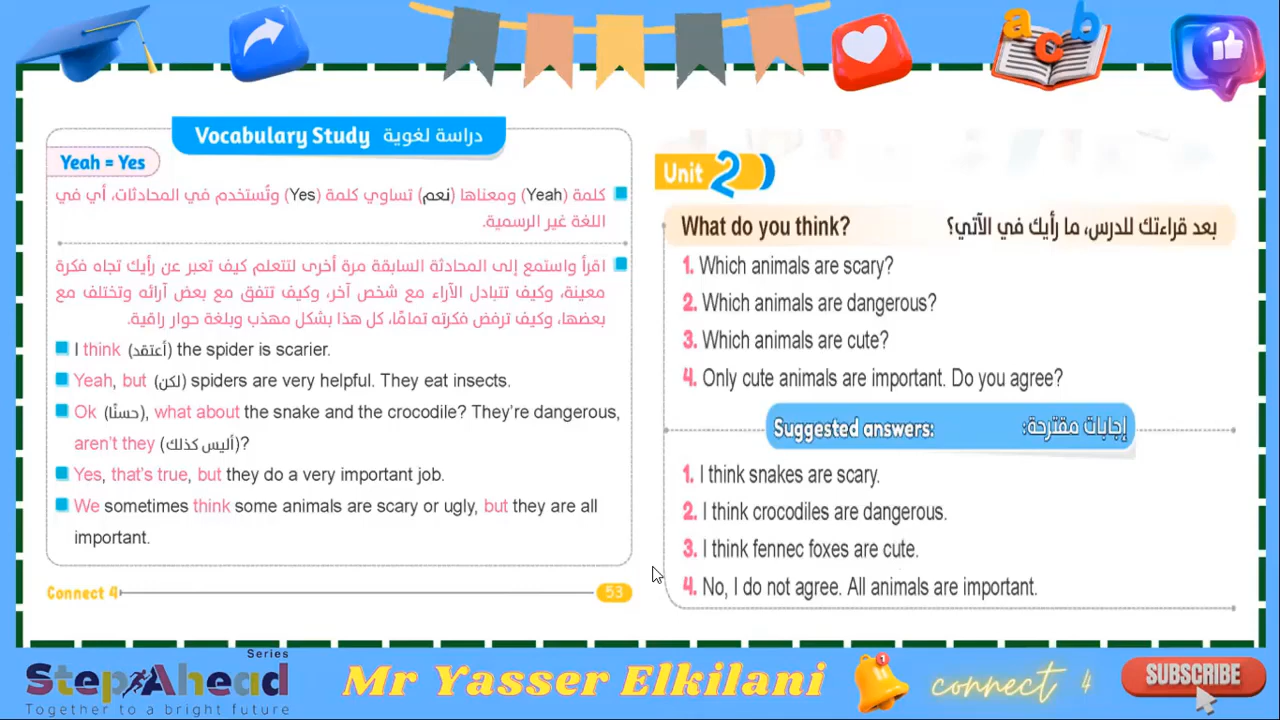 Vocabulary Study دراسة لغوية
Yeah = Yes
كلمة (Yeah) ومعناها (نعم) تساوي كلمة (Yes) وتُستخدم في المحادثات، أي في
اللغة غير الرسمية.
اقرأ واستمع إلى المحادثة السابقة مرة أخرى لتتعلم كيف تعبر عن رأيك تجاه فكرة
معينة، وكيف تتبادل الآراء مع شخص آخر، وكيف تتفق مع بعض آرائه وتختلف مع
بعضها، وكيف ترفض فكرته تمامًا، كل هذا بشكل مهذب وبلغة حوار راقية.
I think (أعتقد) the spider is scarier.
Yeah, but (لكن) spiders are very helpful. They eat insects.
Ok (حسنًا), what about the snake and the crocodile? They're dangerous,
aren't they (أليس كذلك)?
Yes, that's true, but they do a very important job.
We sometimes think some animals are scary or ugly, but they are all
important.
Connect 4 53
Unit 2
What do you think? بعد قراءتك للدرس، ما رأيك في الآتي؟
1. Which animals are scary?
2. Which animals are dangerous?
3. Which animals are cute?
4. Only cute animals are important. Do you agree?
Suggested answers: إجابات مقترحة:
1. I think snakes are scary.
2. I think crocodiles are dangerous.
3. I think fennec foxes are cute.
4. No, I do not agree. All animals are important.
a c b
Series
StepAhead
Together to a bright future
Mr Yasser Elkilani
1
connect 4
SUBSCRIBE